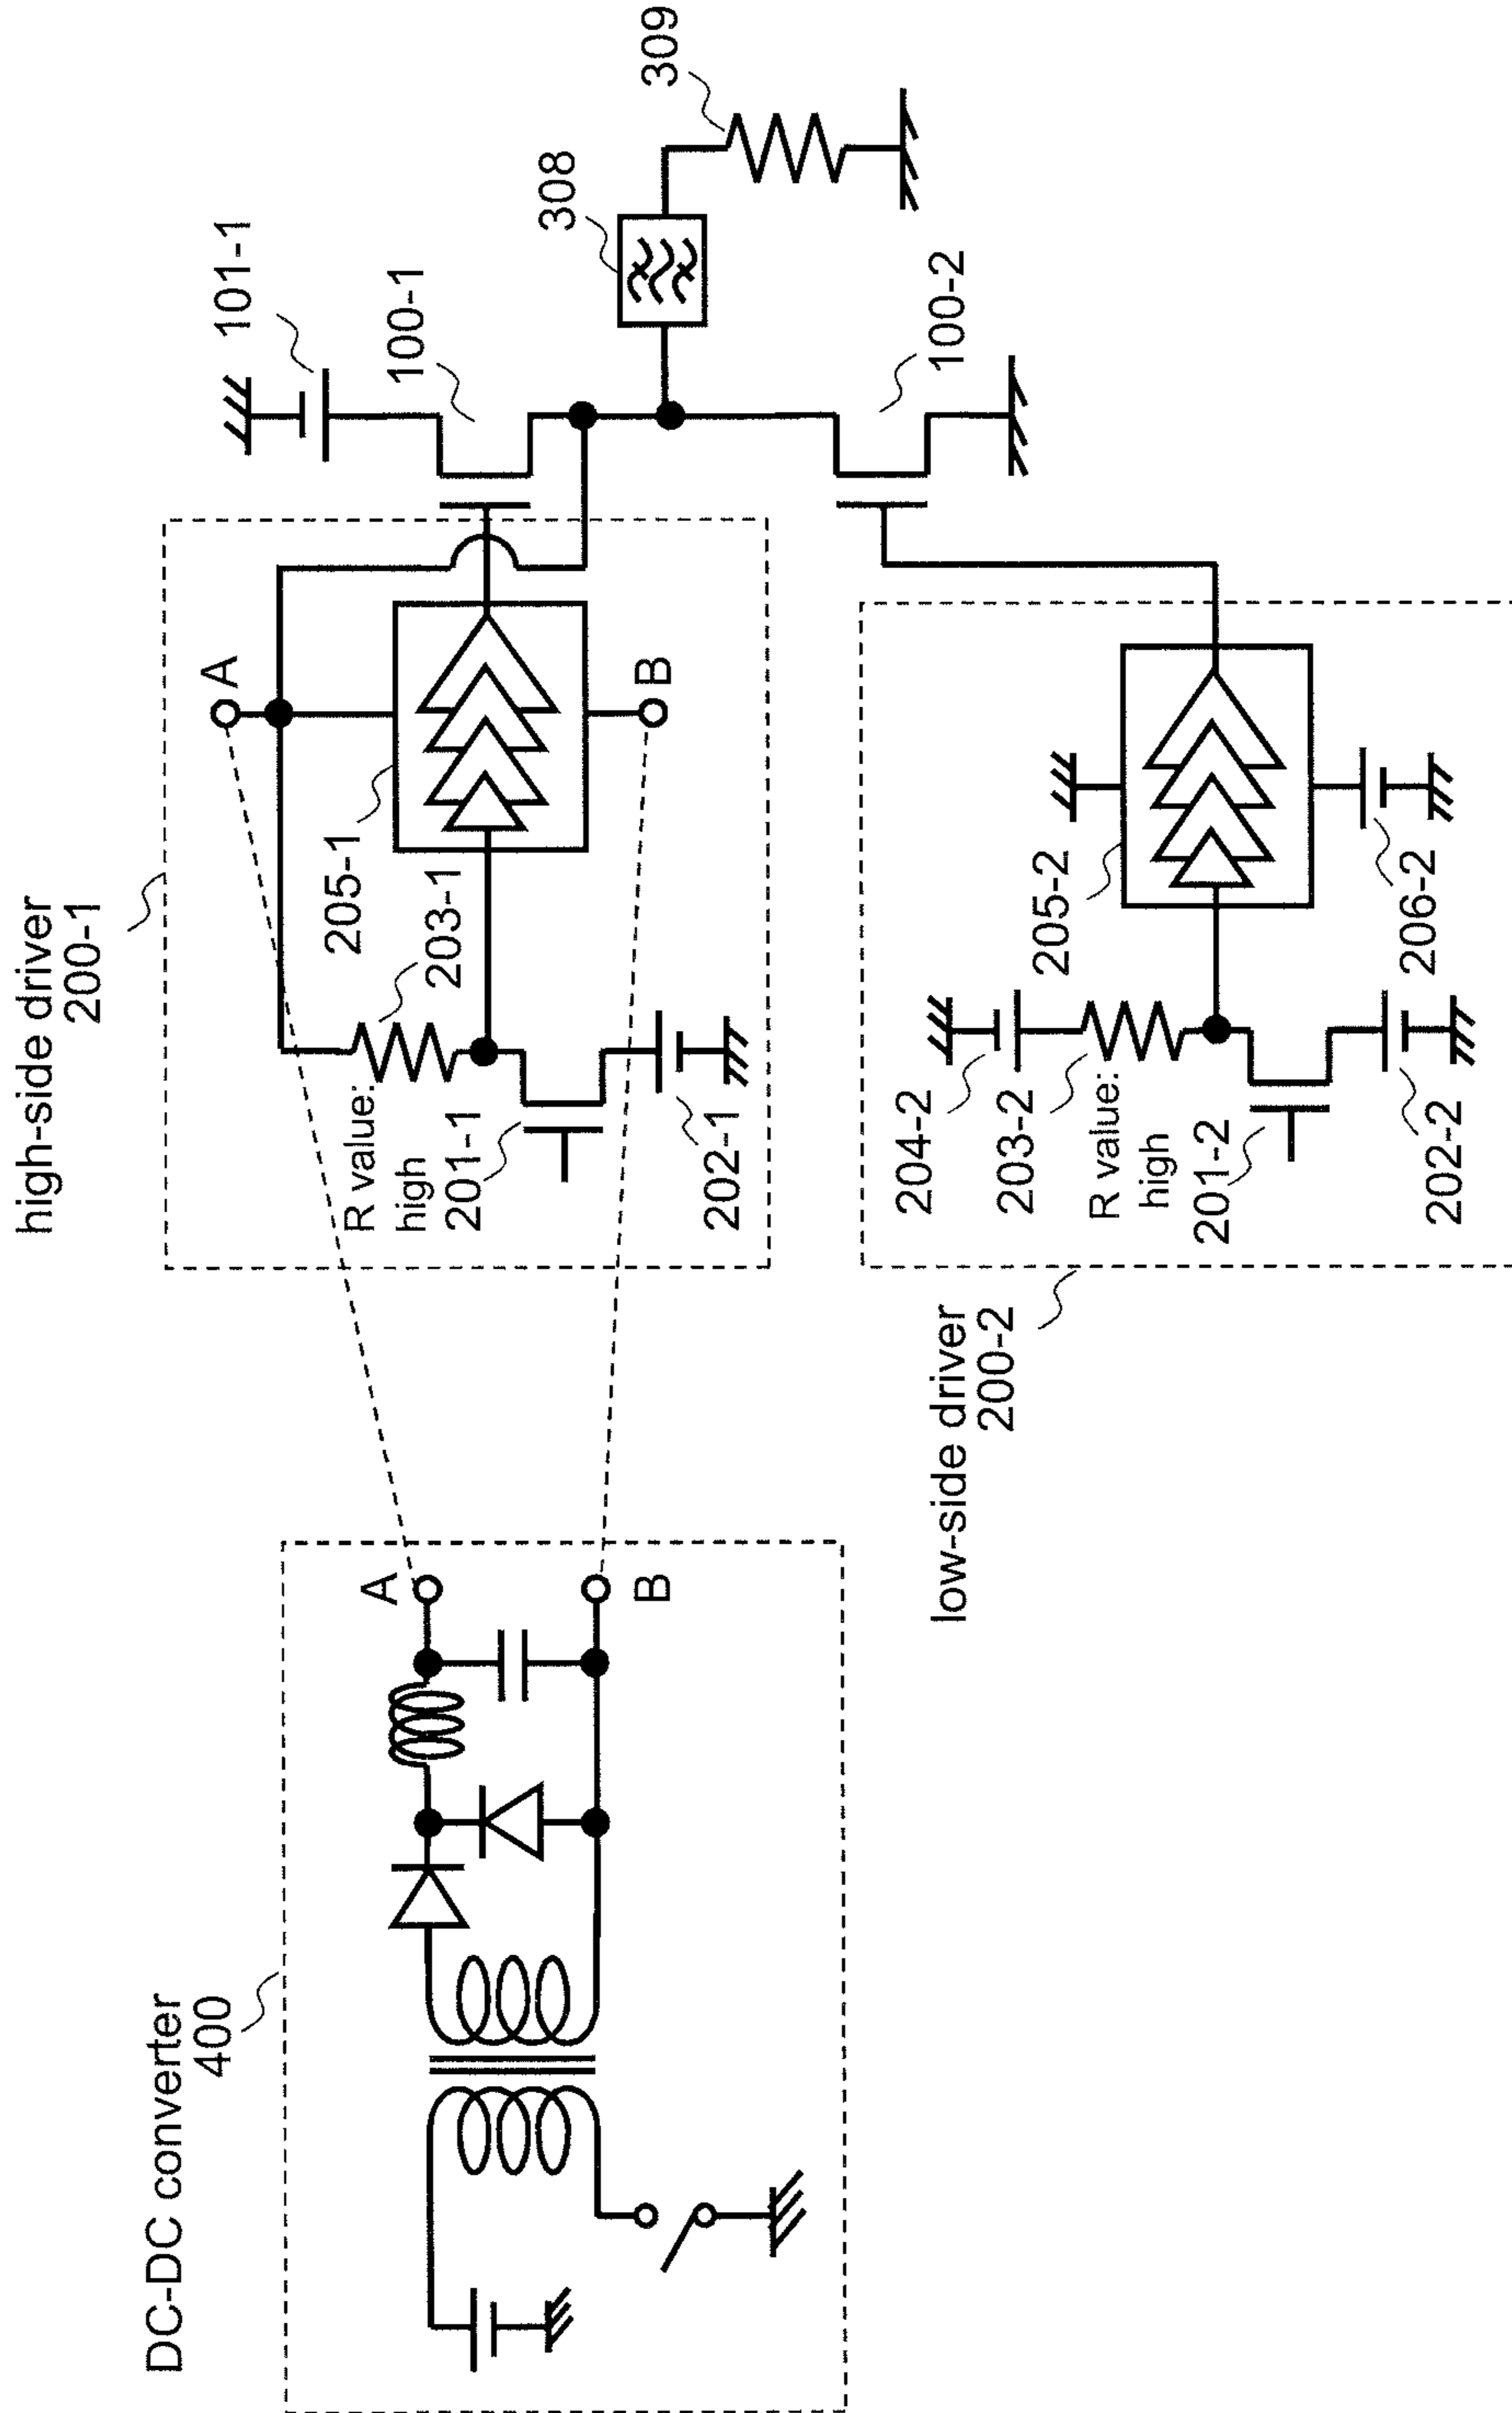 DC-DC converter
400
A
B
high-side driver
200-1
A
B
205-1
203-1
R value:
high
201-1
202-1
101-1
100-1
308
309
100-2
low-side driver
200-2
204-2
203-2
R value:
high
201-2
202-2
205-2
206-2